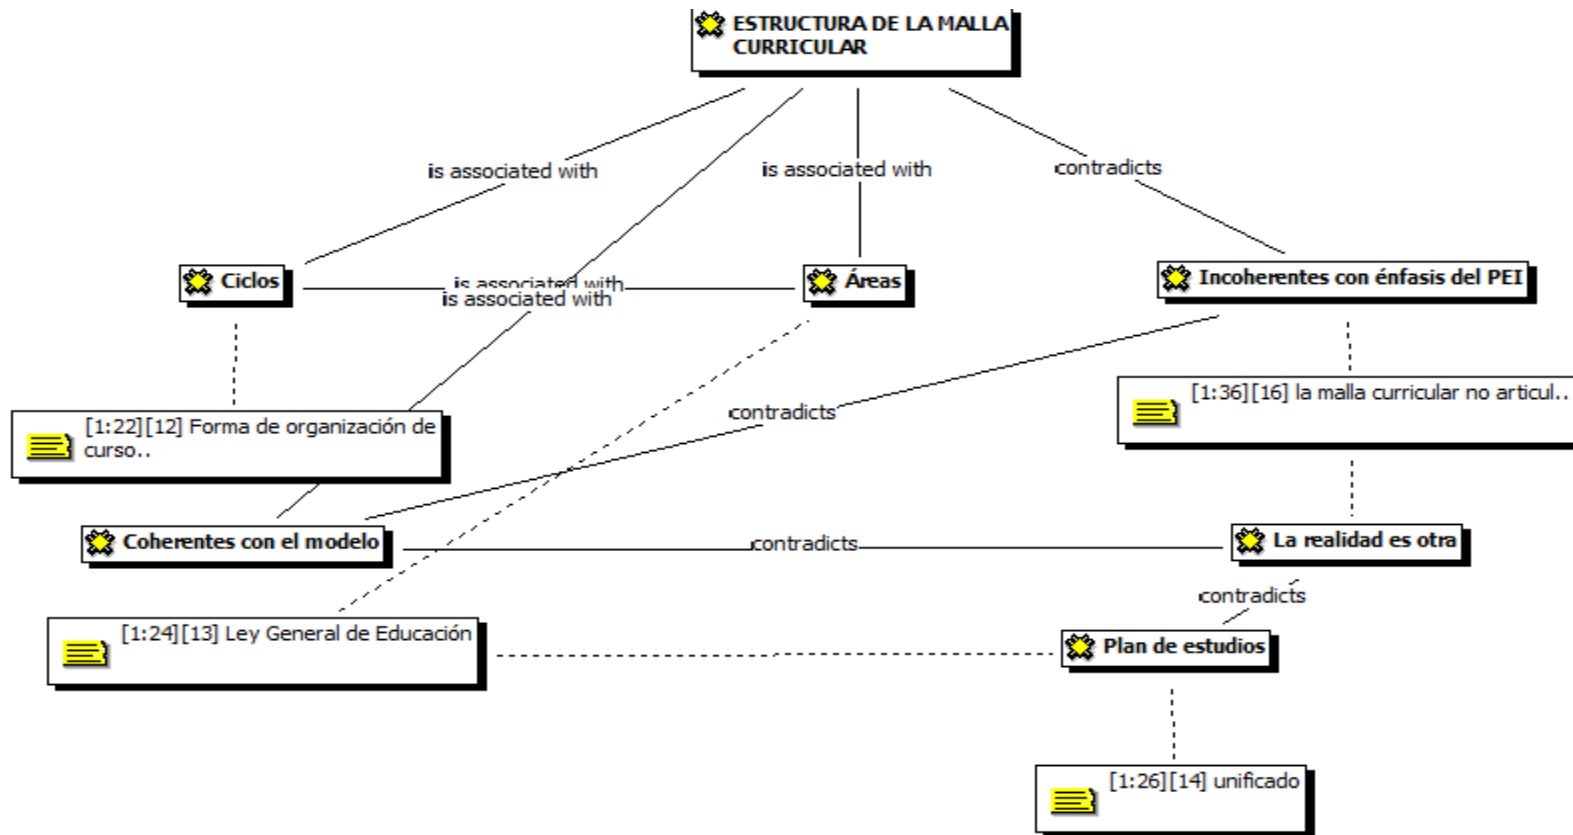 ESTRUCTURA DE LA MALLA
CURRICULAR
is associated with
is associated with
contradicts
Ciclos
is associated with
is associated with
Áreas
Incoherentes con énfasis del PEI
[1:22][12] Forma de organización de
curso..
contradicts
[1:36][16] la malla curricular no articul..
Coherentes con el modelo
contradicts
La realidad es otra
contradicts
[1:24][13] Ley General de Educación
Plan de estudios
[1:26][14] unificado